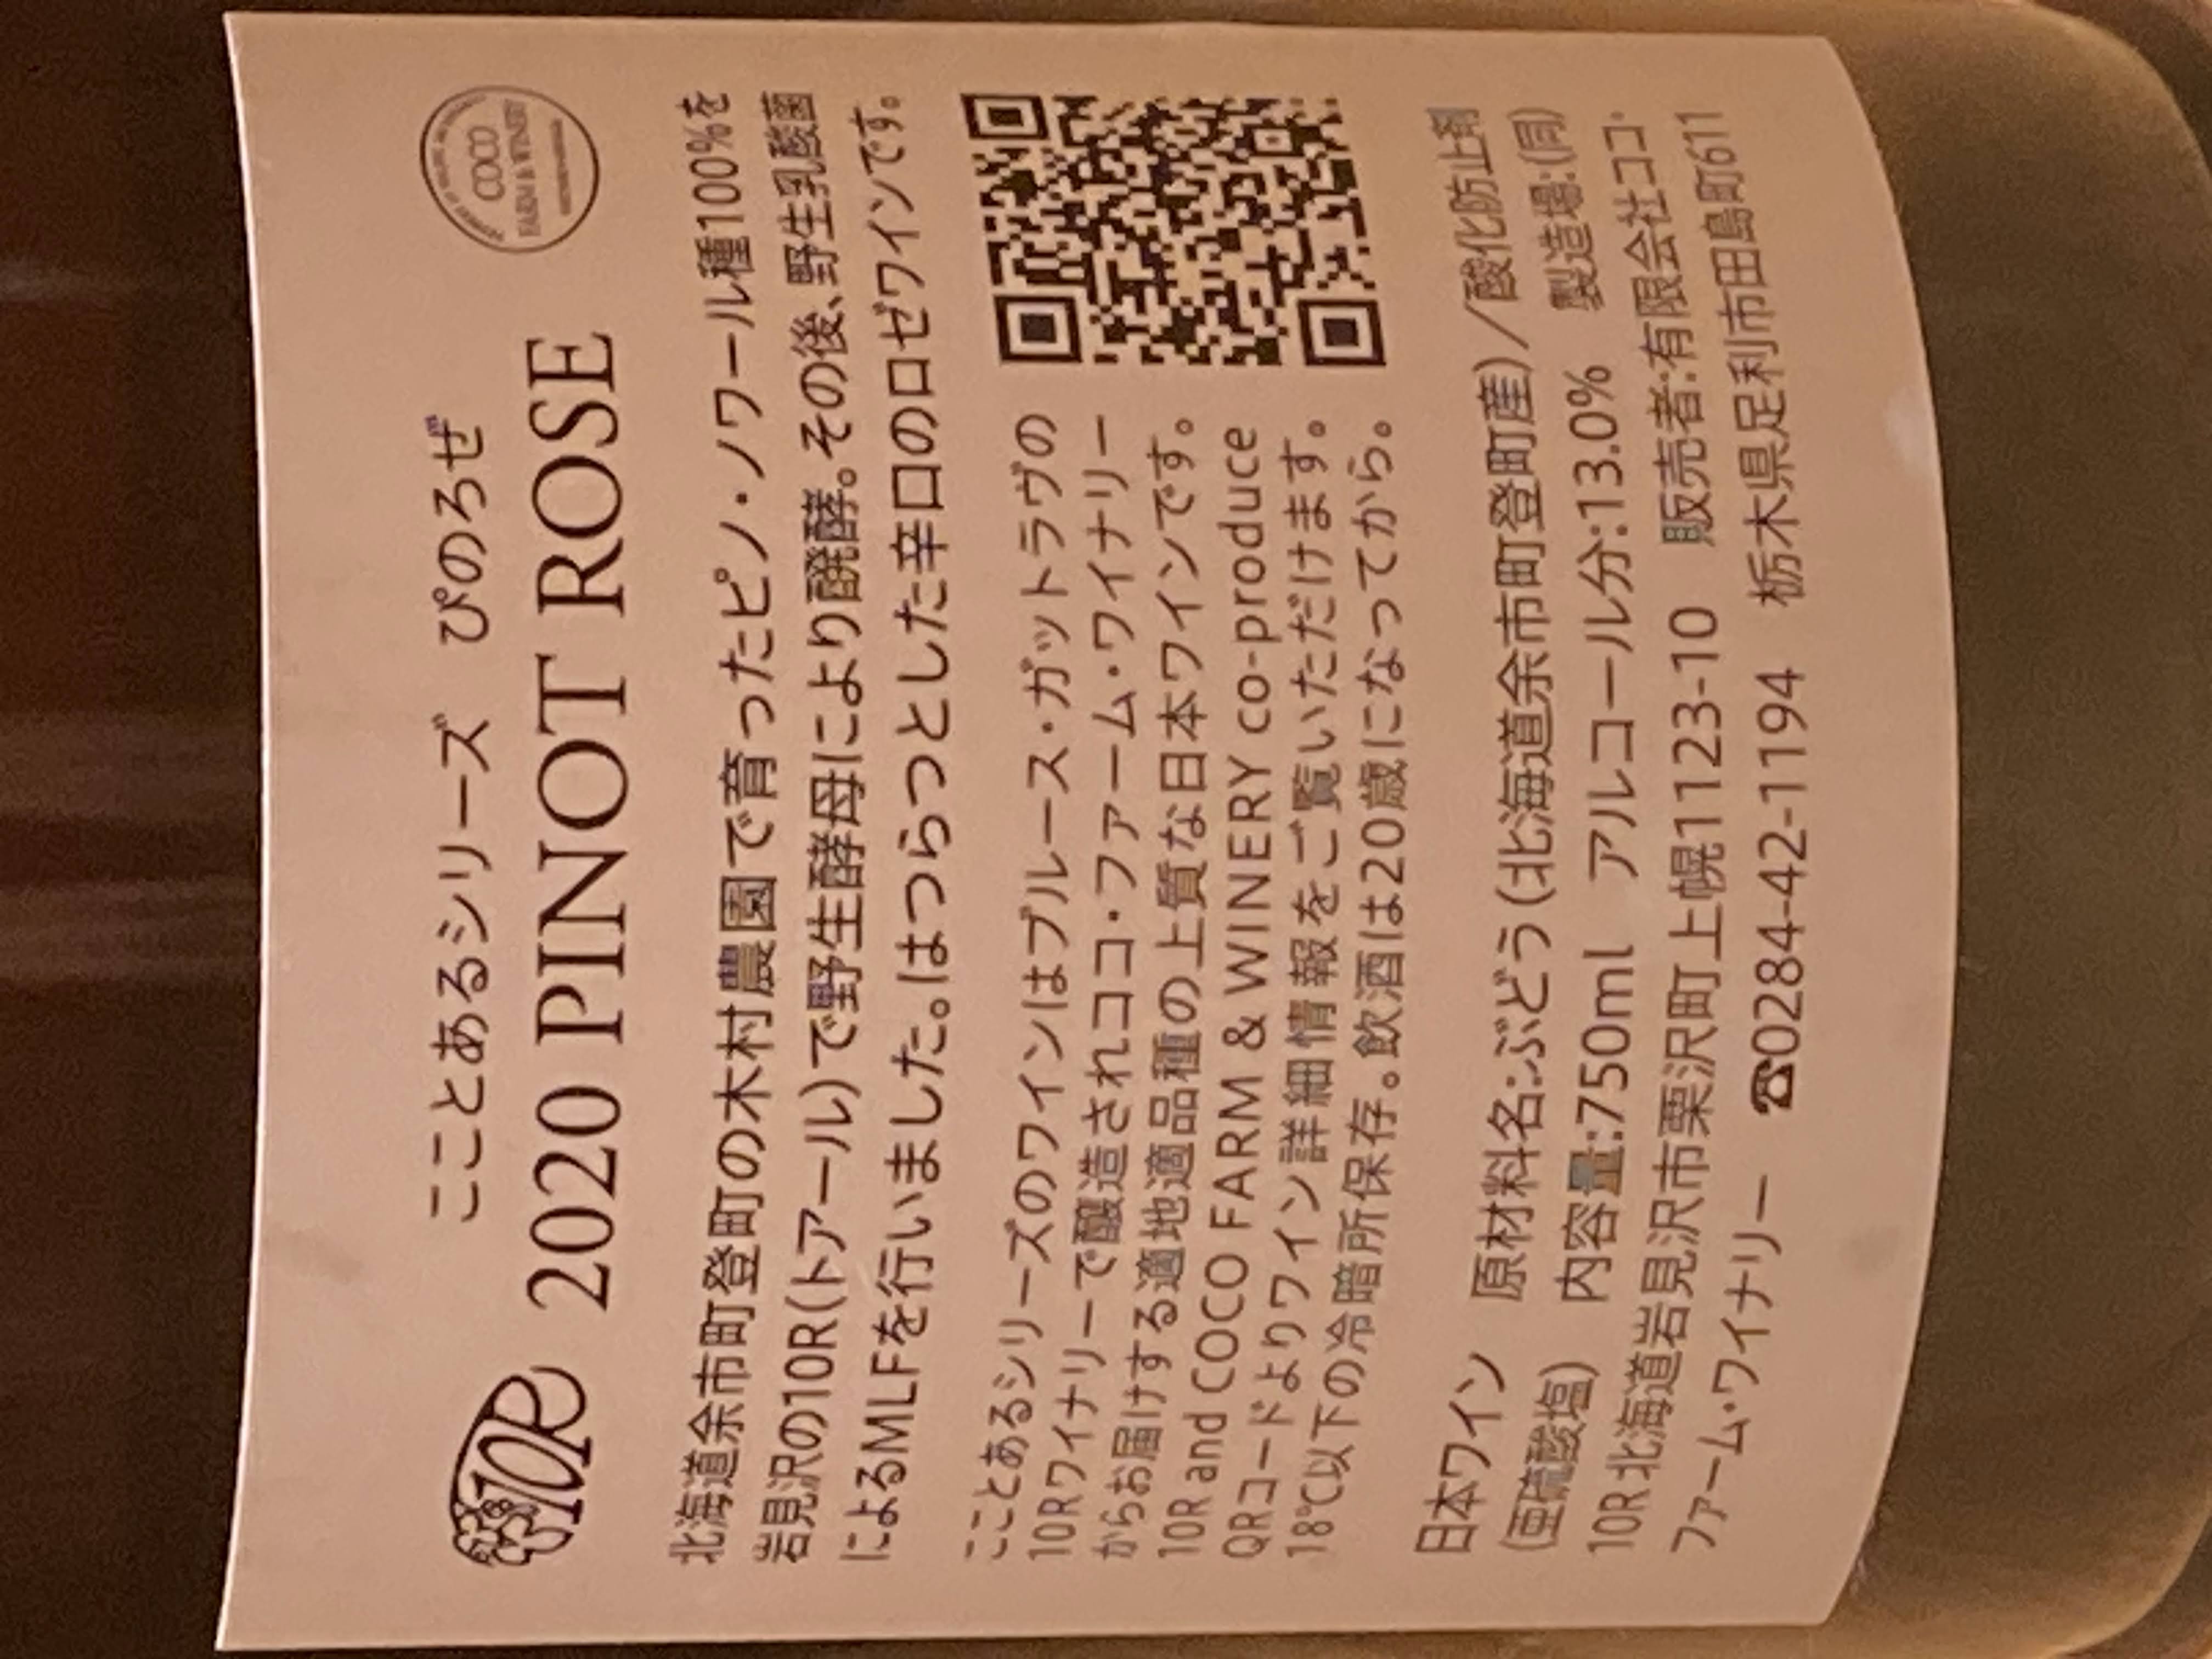 こことあるシリーズ ぴのろぜ
10R 2020 PINOT ROSE
COCO
FARM & WINERY
北海道余市町登町の木村農園で育ったピノ・ノワール種100%を
岩見沢の10R(トアール)で野生酵母により醗酵。その後、野生乳酸菌
によるMLFを行いました。はつらつとした辛口のロゼワインです。
こことあるシリーズのワインはブルース・ガットラヴの
10Rワイナリーで醸造されココ・ファーム・ワイナリー
からお届けする適地適品種の上質な日本ワインです。
10R and COCO FARM & WINERY co-produce
QRコードよりワイン詳細情報をご覧いただけます。
18℃以下の冷暗所保存。飲酒は20歳になってから。
日本ワイン 原材料名:ぶどう(北海道余市町登町産)/酸化防止剤
(亜硫酸塩) 内容量:750ml アルコール分:13.0% 製造場:(同)
10R 北海道岩見沢市栗沢町上幌1123-10 販売者:有限会社ココ・
ファーム・ワイナリー ☎0284-42-1194 栃木県足利市田島町611